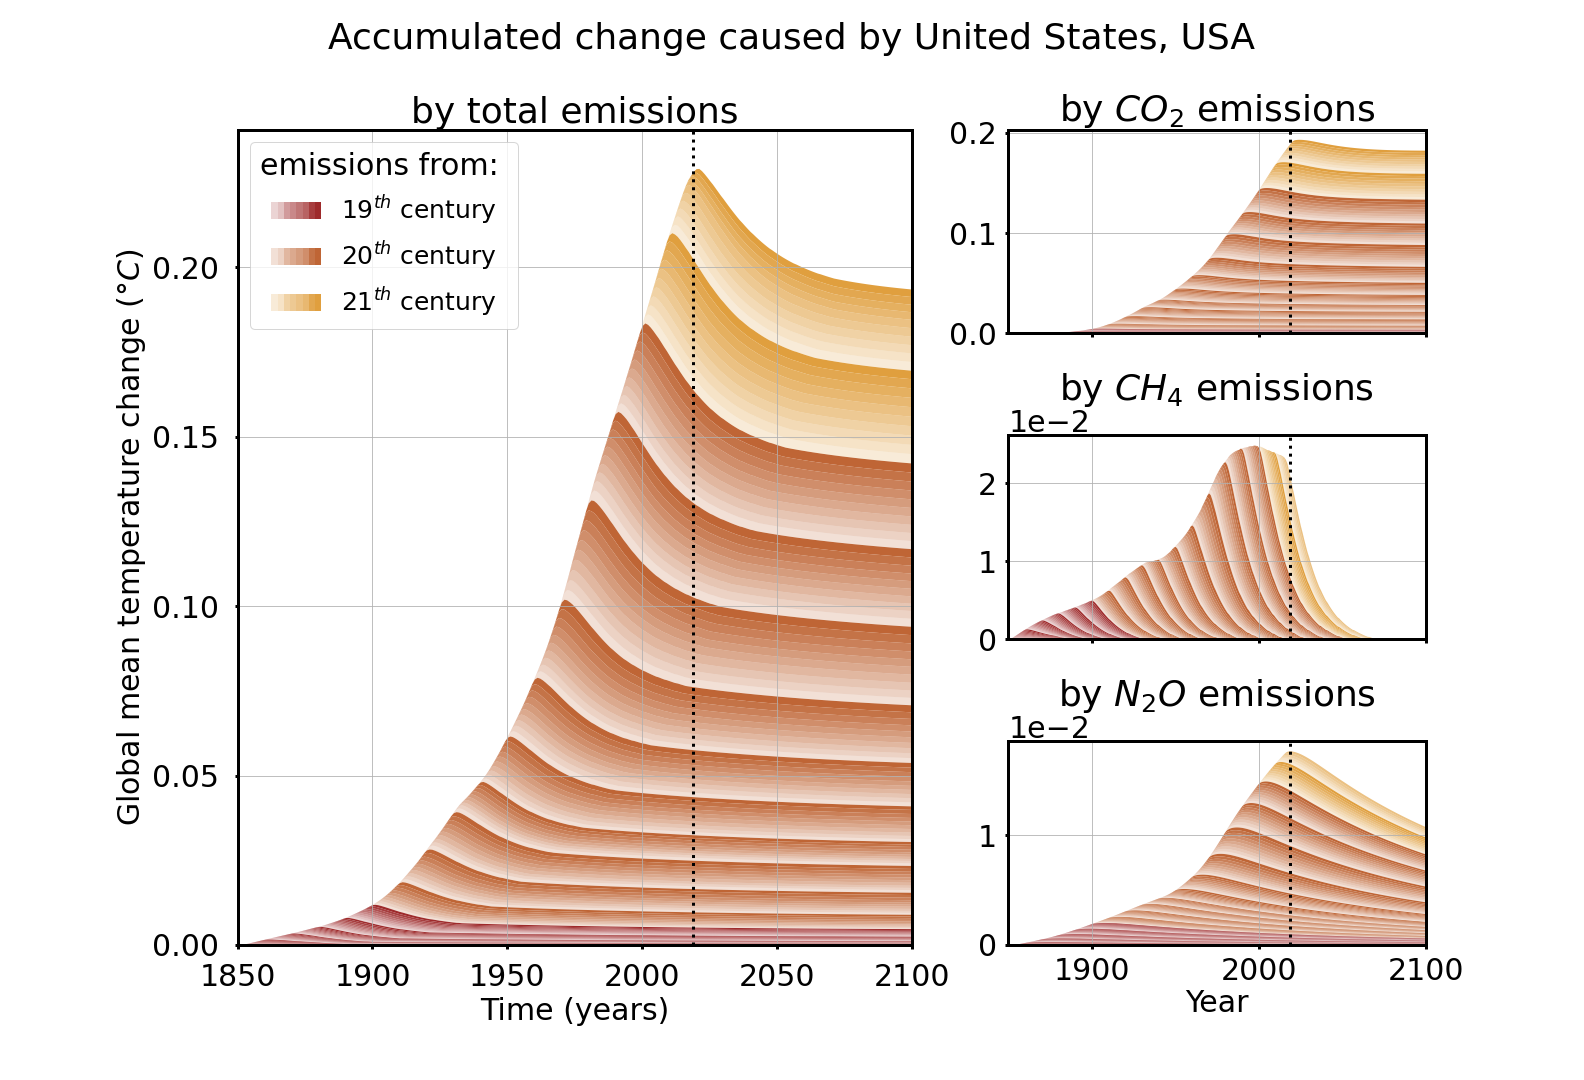 Accumulated change caused by United States, USA
by total emissions
emissions from:
19th century
20th century
21th century
Global mean temperature change (°C)
0.20
0.15
0.10
0.05
0.00
1850 1900 1950 2000 2050 2100
Time (years)
by CO2 emissions
0.2
0.1
0.0
by CH4 emissions
1e−2
2
1
0
by N2O emissions
1e−2
1
0
1900 2000 2100
Year